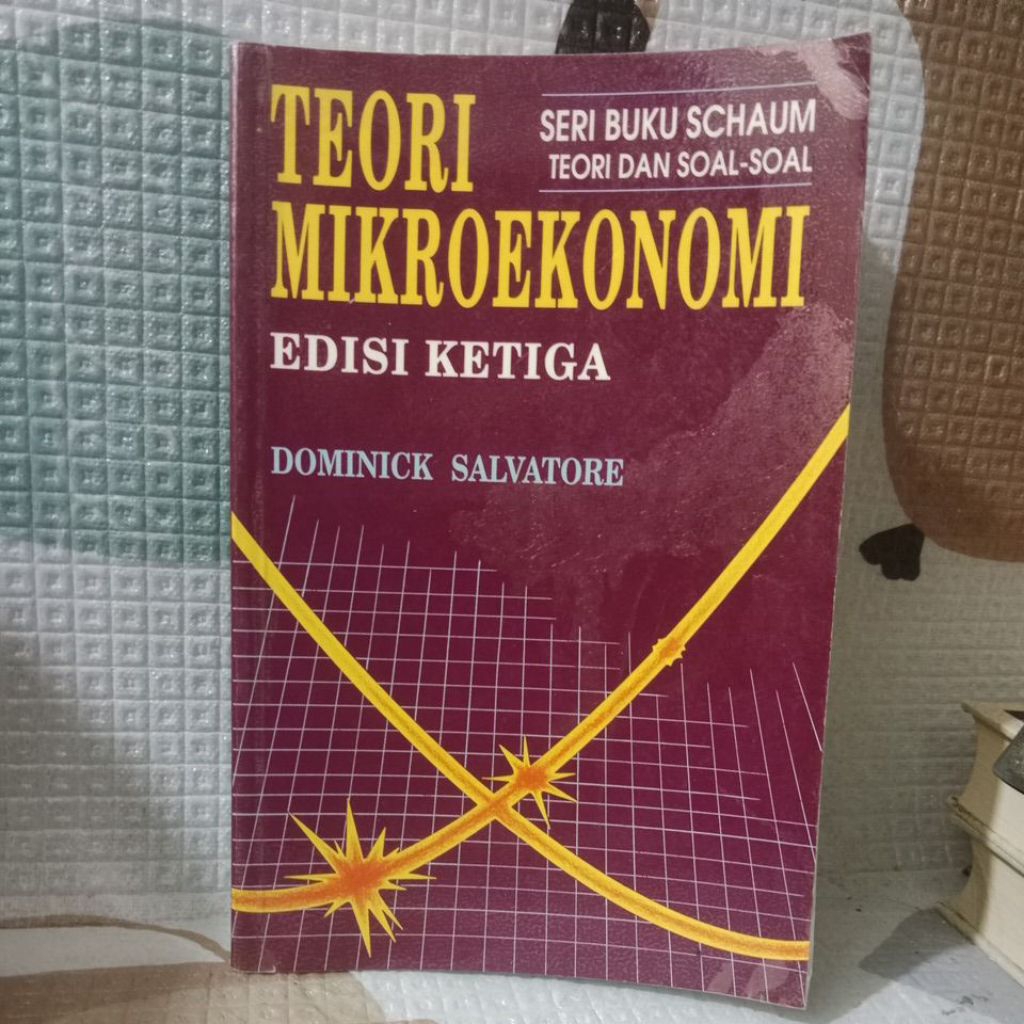 TEORI
MIKROEKONOMI
SERI BUKU SCHAUM
TEORI DAN SOAL-SOAL
EDISI KETIGA
DOMINICK SALVATORE